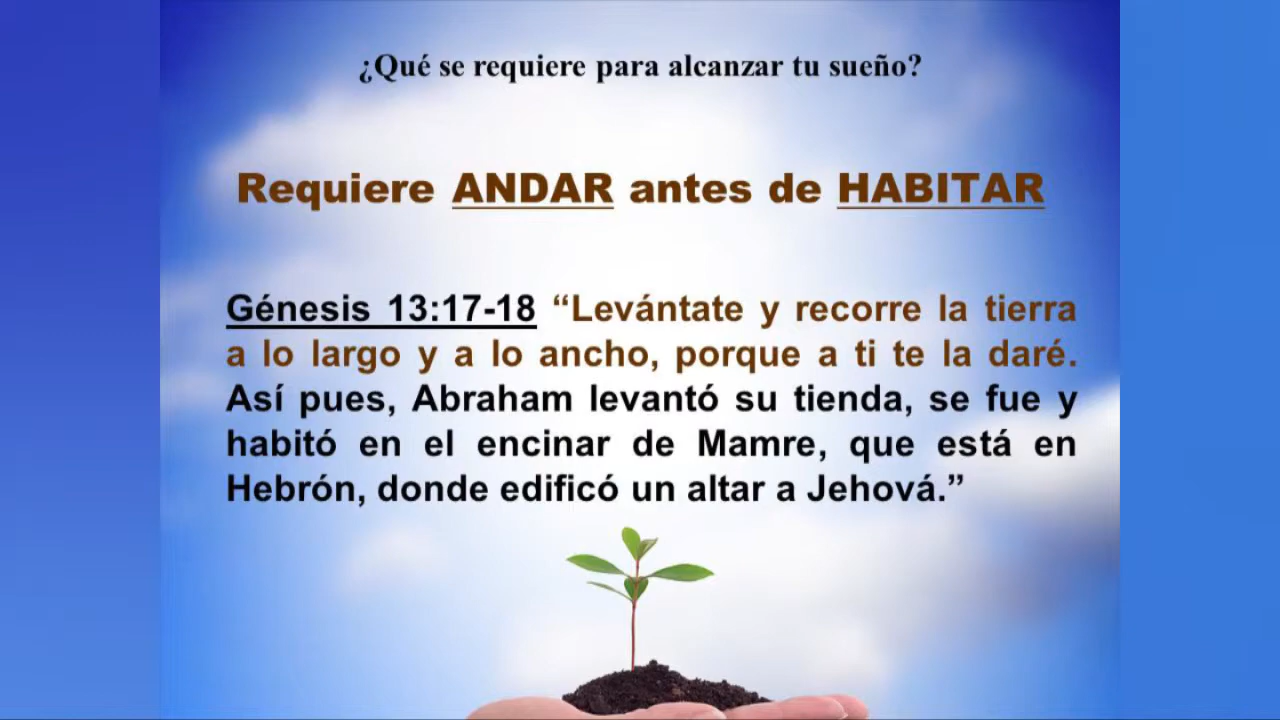 ¿Qué se requiere para alcanzar tu sueño?
Requiere ANDAR antes de HABITAR
Génesis 13:17-18 “Levántate y recorre la tierra
a lo largo y a lo ancho, porque a ti te la daré.
Así pues, Abraham levantó su tienda, se fue y
habitó en el encinar de Mamre, que está en
Hebrón, donde edificó un altar a Jehová.”